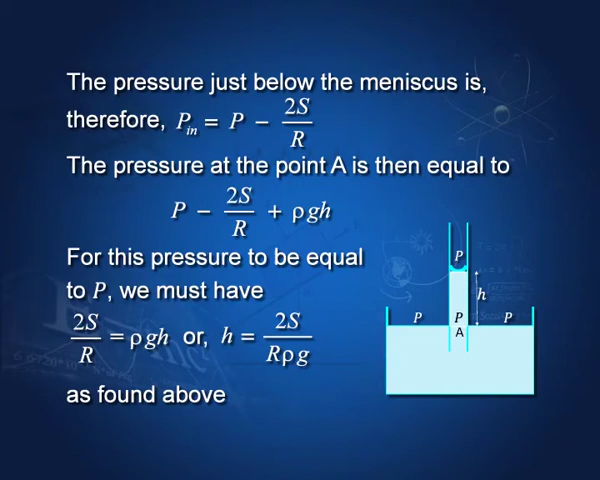 The pressure just below the meniscus is,
therefore, P_in = P − 2S/R
The pressure at the point A is then equal to
P − 2S/R + ρgh
For this pressure to be equal
to P, we must have
2S/R = ρgh or, h = 2S/Rρg
as found above
P
h
P P P
A